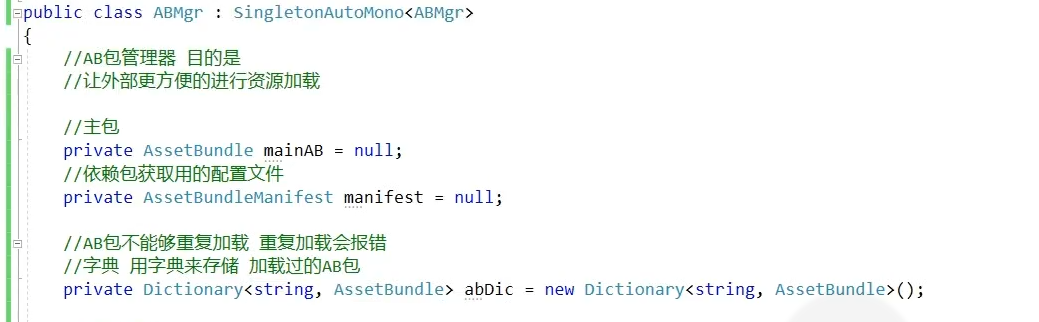 public class ABMgr : SingletonAutoMono<ABMgr>
{
//AB包管理器 目的是
//让外部更方便的进行资源加载
//主包
private AssetBundle mainAB = null;
//依赖包获取用的配置文件
private AssetBundleManifest manifest = null;
//AB包不能够重复加载 重复加载会报错
//字典 用字典来存储 加载过的AB包
private Dictionary<string, AssetBundle> abDic = new Dictionary<string, AssetBundle>();